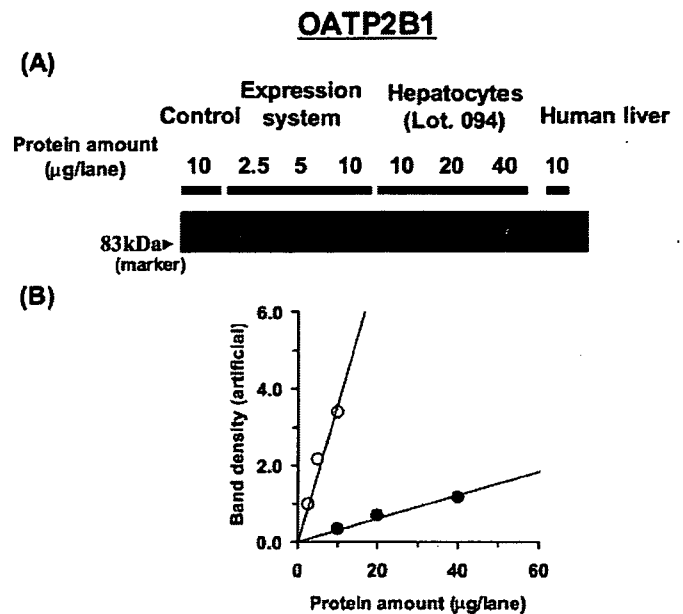 OATP2B1
(A)
Control Expression system Hepatocytes (Lot. 094) Human liver
Protein amount (µg/lane) 10 2.5 5 10 10 20 40 10
83kDa►
(marker)
(B)
Band density (artificial)
6.0
4.0
2.0
0.0
0 20 40 60
Protein amount (µg/lane)